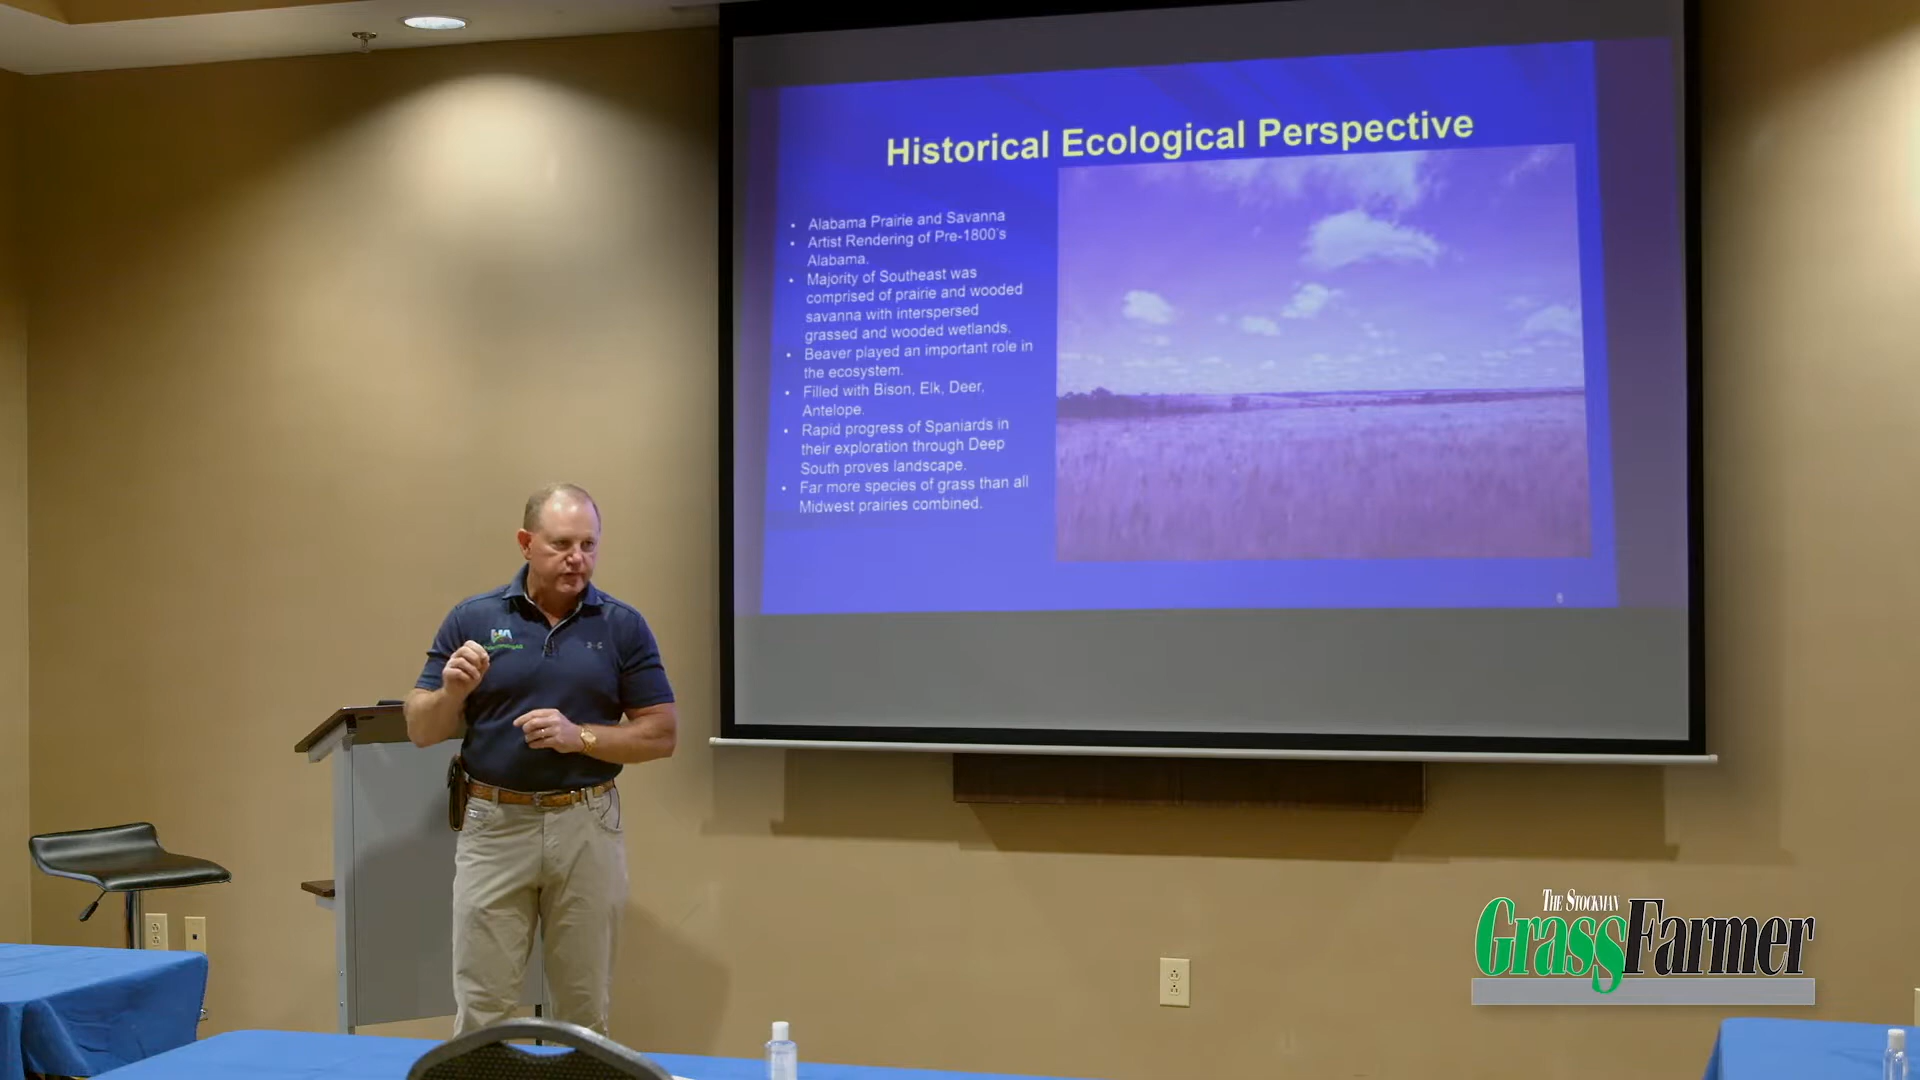 Historical Ecological Perspective
• Alabama Prairie and Savanna
• Artist Rendering of Pre-1800's
Alabama.
• Majority of Southeast was
comprised of prairie and wooded
savanna with interspersed
grassed and wooded wetlands.
• Beaver played an important role in
the ecosystem.
• Filled with Bison, Elk, Deer,
Antelope.
• Rapid progress of Spaniards in
their exploration through Deep
South proves landscape.
• Far more species of grass than all
Midwest prairies combined.
THE STOCKMAN
GrassFarmer